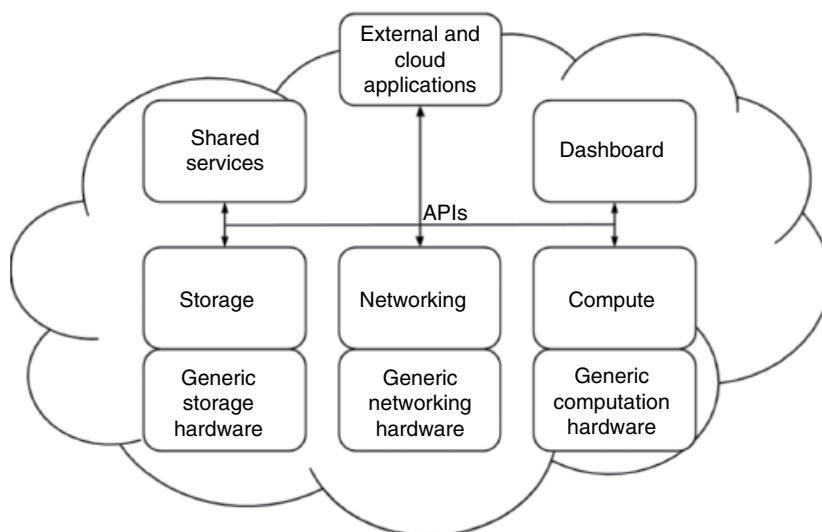 External and
cloud
applications
Shared
services
Dashboard
APIs
Storage
Networking
Compute
Generic
storage
hardware
Generic
networking
hardware
Generic
computation
hardware